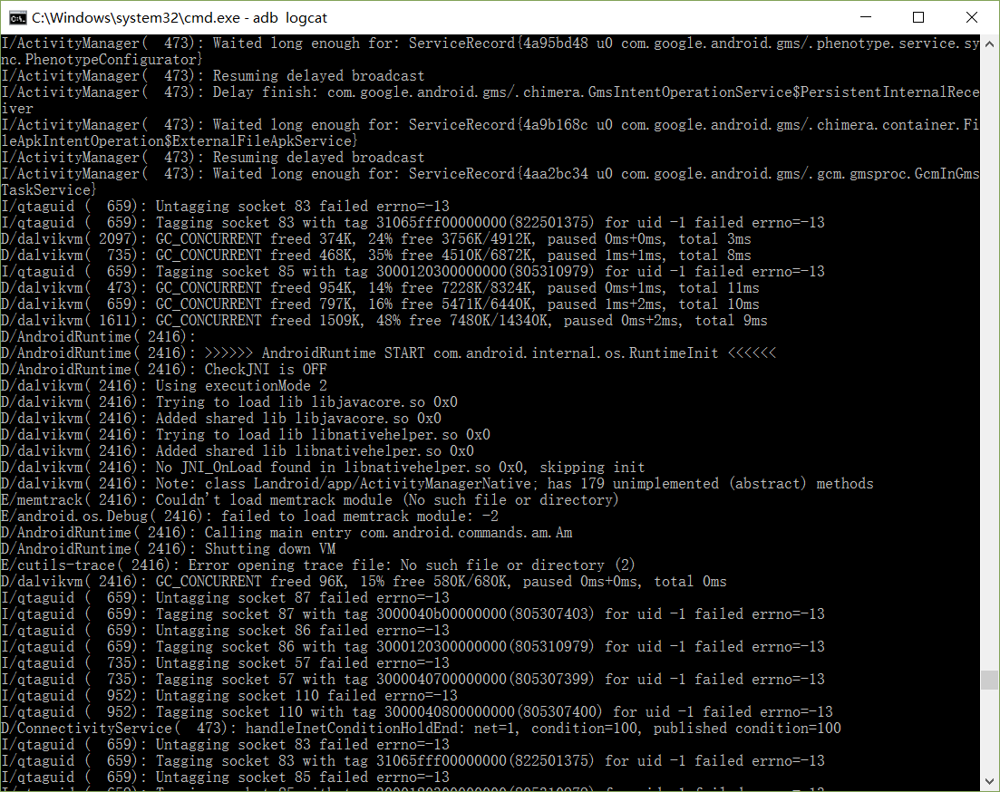 C:\Windows\system32\cmd.exe - adb  logcat
I/ActivityManager(  473): Waited long enough for: ServiceRecord{4a95bd48 u0 com.google.android.gms/.phenotype.service.sy
nc.PhenotypeConfigurator}
I/ActivityManager(  473): Resuming delayed broadcast
I/ActivityManager(  473): Delay finish: com.google.android.gms/.chimera.GmsIntentOperationService$PersistentInternalRece
iver
I/ActivityManager(  473): Waited long enough for: ServiceRecord{4a9b168c u0 com.google.android.gms/.chimera.container.Fi
leApkIntentOperation$ExternalFileApkService}
I/ActivityManager(  473): Resuming delayed broadcast
I/ActivityManager(  473): Waited long enough for: ServiceRecord{4aa2bc34 u0 com.google.android.gms/.gcm.gmsproc.GcmInGms
TaskService}
I/qtaguid (  659): Untagging socket 83 failed errno=-13
I/qtaguid (  659): Tagging socket 83 with tag 31065fff00000000(822501375) for uid -1 failed errno=-13
D/dalvikvm( 2097): GC_CONCURRENT freed 374K, 24% free 3756K/4912K, paused 0ms+0ms, total 3ms
D/dalvikvm(  735): GC_CONCURRENT freed 468K, 35% free 4510K/6872K, paused 1ms+1ms, total 8ms
I/qtaguid (  659): Tagging socket 85 with tag 3000120300000000(805310979) for uid -1 failed errno=-13
D/dalvikvm(  473): GC_CONCURRENT freed 954K, 14% free 7228K/8324K, paused 0ms+1ms, total 11ms
D/dalvikvm(  659): GC_CONCURRENT freed 797K, 16% free 5471K/6440K, paused 1ms+2ms, total 10ms
D/dalvikvm( 1611): GC_CONCURRENT freed 1509K, 48% free 7480K/14340K, paused 0ms+2ms, total 9ms
D/AndroidRuntime( 2416):
D/AndroidRuntime( 2416): >>>>>> AndroidRuntime START com.android.internal.os.RuntimeInit <<<<<<
D/AndroidRuntime( 2416): CheckJNI is OFF
D/dalvikvm( 2416): Using executionMode 2
D/dalvikvm( 2416): Trying to load lib libjavacore.so 0x0
D/dalvikvm( 2416): Added shared lib libjavacore.so 0x0
D/dalvikvm( 2416): Trying to load lib libnativehelper.so 0x0
D/dalvikvm( 2416): Added shared lib libnativehelper.so 0x0
D/dalvikvm( 2416): No JNI_OnLoad found in libnativehelper.so 0x0, skipping init
D/dalvikvm( 2416): Note: class Landroid/app/ActivityManagerNative; has 179 unimplemented (abstract) methods
E/memtrack( 2416): Couldn't load memtrack module (No such file or directory)
E/android.os.Debug( 2416): failed to load memtrack module: -2
D/AndroidRuntime( 2416): Calling main entry com.android.commands.am.Am
D/AndroidRuntime( 2416): Shutting down VM
E/cutils-trace( 2416): Error opening trace file: No such file or directory (2)
D/dalvikvm( 2416): GC_CONCURRENT freed 96K, 15% free 580K/680K, paused 0ms+0ms, total 0ms
I/qtaguid (  659): Untagging socket 87 failed errno=-13
I/qtaguid (  659): Tagging socket 87 with tag 3000040b00000000(805307403) for uid -1 failed errno=-13
I/qtaguid (  659): Untagging socket 86 failed errno=-13
I/qtaguid (  659): Tagging socket 86 with tag 3000120300000000(805310979) for uid -1 failed errno=-13
I/qtaguid (  735): Untagging socket 57 failed errno=-13
I/qtaguid (  735): Tagging socket 57 with tag 3000040700000000(805307399) for uid -1 failed errno=-13
I/qtaguid (  952): Untagging socket 110 failed errno=-13
I/qtaguid (  952): Tagging socket 110 with tag 3000040800000000(805307400) for uid -1 failed errno=-13
D/ConnectivityService(  473): handleInetConditionHoldEnd: net=1, condition=100, published condition=100
I/qtaguid (  659): Untagging socket 83 failed errno=-13
I/qtaguid (  659): Tagging socket 83 with tag 31065fff00000000(822501375) for uid -1 failed errno=-13
I/qtaguid (  659): Untagging socket 85 failed errno=-13